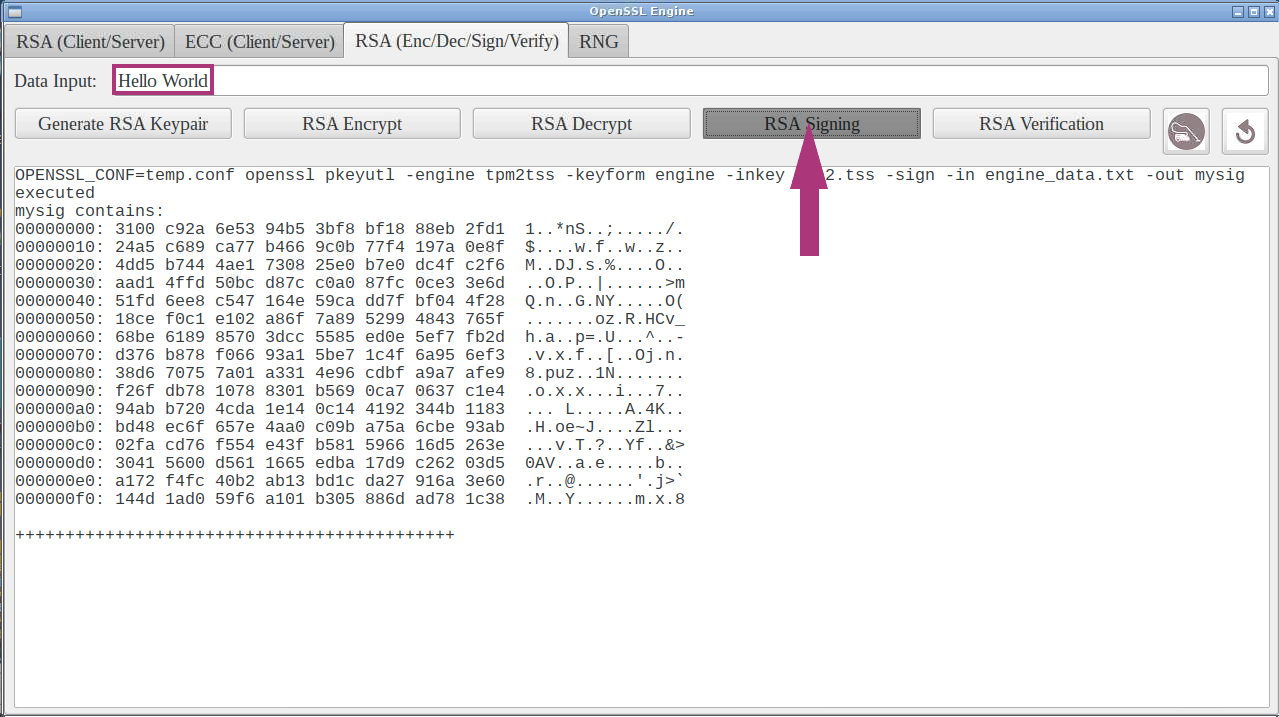 OpenSSL Engine
RSA (Client/Server) ECC (Client/Server) RSA (Enc/Dec/Sign/Verify) RNG
Data Input: Hello World
Generate RSA Keypair RSA Encrypt RSA Decrypt RSA Signing RSA Verification
OPENSSL_CONF=temp.conf openssl pkeyutl -engine tpm2tss -keyform engine -inkey 2.tss -sign -in engine_data.txt -out mysig
executed
mysig contains:
00000000: 3100 c92a 6e53 94b5 3bf8 bf18 88eb 2fd1  1..*nS..;...../.
00000010: 24a5 c689 ca77 b466 9c0b 77f4 197a 0e8f  $....w.f..w..z..
00000020: 4dd5 b744 4ae1 7308 25e0 b7e0 dc4f c2f6  M..DJ.s.%....O..
00000030: aad1 4ffd 50bc d87c c0a0 87fc 0ce3 3e6d  ..O.P..|......>m
00000040: 51fd 6ee8 c547 164e 59ca dd7f bf04 4f28  Q.n..G.NY.....O(
00000050: 18ce f0c1 e102 a86f 7a89 5299 4843 765f  .......oz.R.HCv_
00000060: 68be 6189 8570 3dcc 5585 ed0e 5ef7 fb2d  h.a..p=.U...^..-
00000070: d376 b878 f066 93a1 5be7 1c4f 6a95 6ef3  .v.x.f..[..Oj.n.
00000080: 38d6 7075 7a01 a331 4e96 cdbf a9a7 afe9  8.puz..1N.......
00000090: f26f db78 1078 8301 b569 0ca7 0637 c1e4  .o.x.x...i...7..
000000a0: 94ab b720 4cda 1e14 0c14 4192 344b 1183  ... L.....A.4K..
000000b0: bd48 ec6f 657e 4aa0 c09b a75a 6cbe 93ab  .H.oe~J....Zl...
000000c0: 02fa cd76 f554 e43f b581 5966 16d5 263e  ...v.T.?..Yf..&>
000000d0: 3041 5600 d561 1665 edba 17d9 c262 03d5  0AV..a.e.....b..
000000e0: a172 f4fc 40b2 ab13 bd1c da27 916a 3e60  .r..@......'.j>`
000000f0: 144d 1ad0 59f6 a101 b305 886d ad78 1c38  .M..Y......m.x.8
++++++++++++++++++++++++++++++++++++++++++++